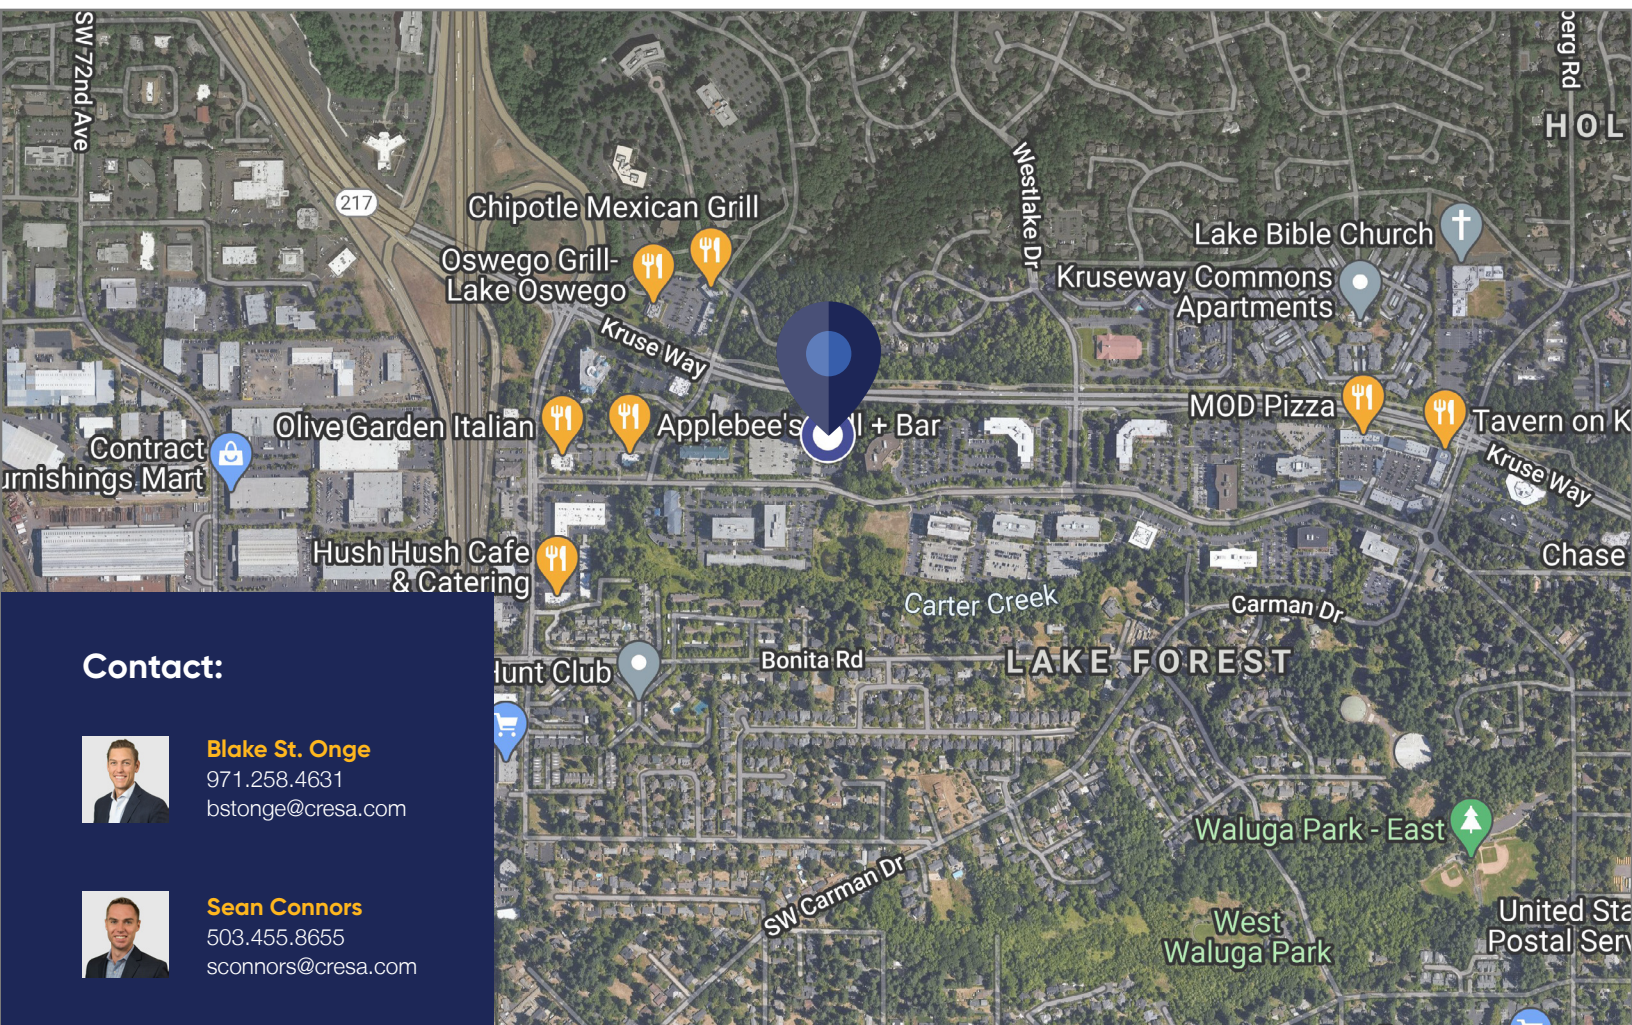 SW 72nd Ave
berg Rd
HOL
217
Westlake Dr
Chipotle Mexican Grill
Lake Bible Church
Oswego Grill-
Lake Oswego
Kruseway Commons
Apartments
Kruse Way
MOD Pizza
Olive Garden Italian
Applebee's ll + Bar
Tavern on K
Contract
urnishings Mart
Kruse Way
Hush Hush Cafe
& Catering
Chase
Carter Creek
Carman Dr
Hunt Club
Bonita Rd
LAKE FOREST
Waluga Park - East
SW Carman Dr
West
Waluga Park
United Sta
Postal Serv
Contact:
Blake St. Onge
971.258.4631
bstonge@cresa.com
Sean Connors
503.455.8655
sconnors@cresa.com